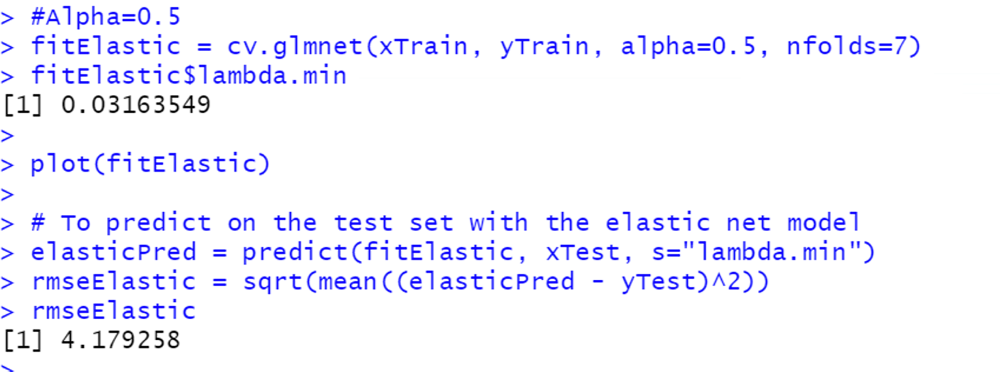 > #Alpha=0.5
> fitElastic = cv.glmnet(xTrain, yTrain, alpha=0.5, nfolds=7)
> fitElastic$lambda.min
[1] 0.03163549
>
> plot(fitElastic)
>
> # To predict on the test set with the elastic net model
> elasticPred = predict(fitElastic, xTest, s="lambda.min")
> rmseElastic = sqrt(mean((elasticPred - yTest)^2))
> rmseElastic
[1] 4.179258
>